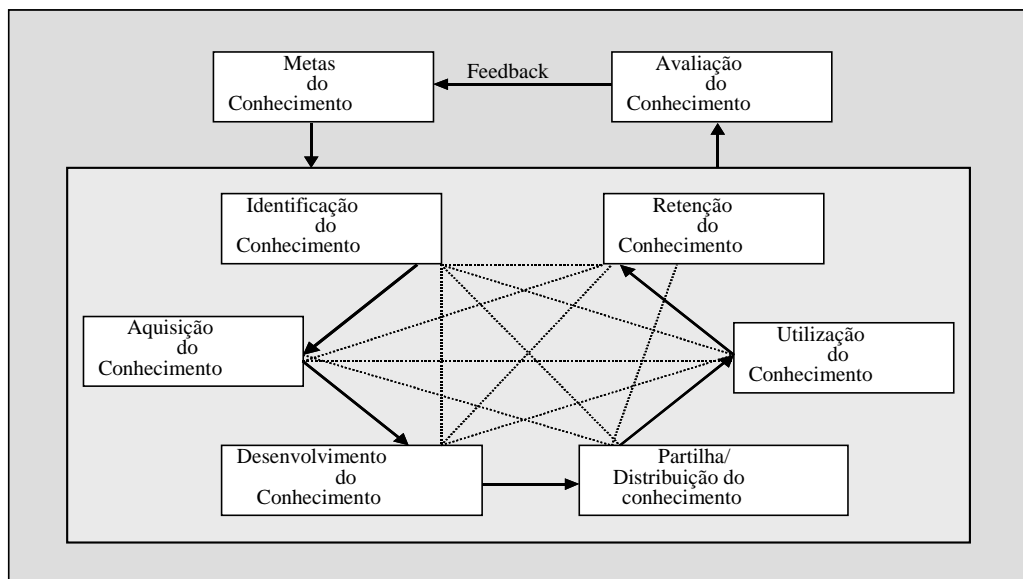 Metas
do
Conhecimento
Feedback
Avaliação
do
Conhecimento
Identificação
do
Conhecimento
Retenção
do
Conhecimento
Aquisição
do
Conhecimento
Utilização
do
Conhecimento
Desenvolvimento
do
Conhecimento
Partilha/
Distribuição do
conhecimento